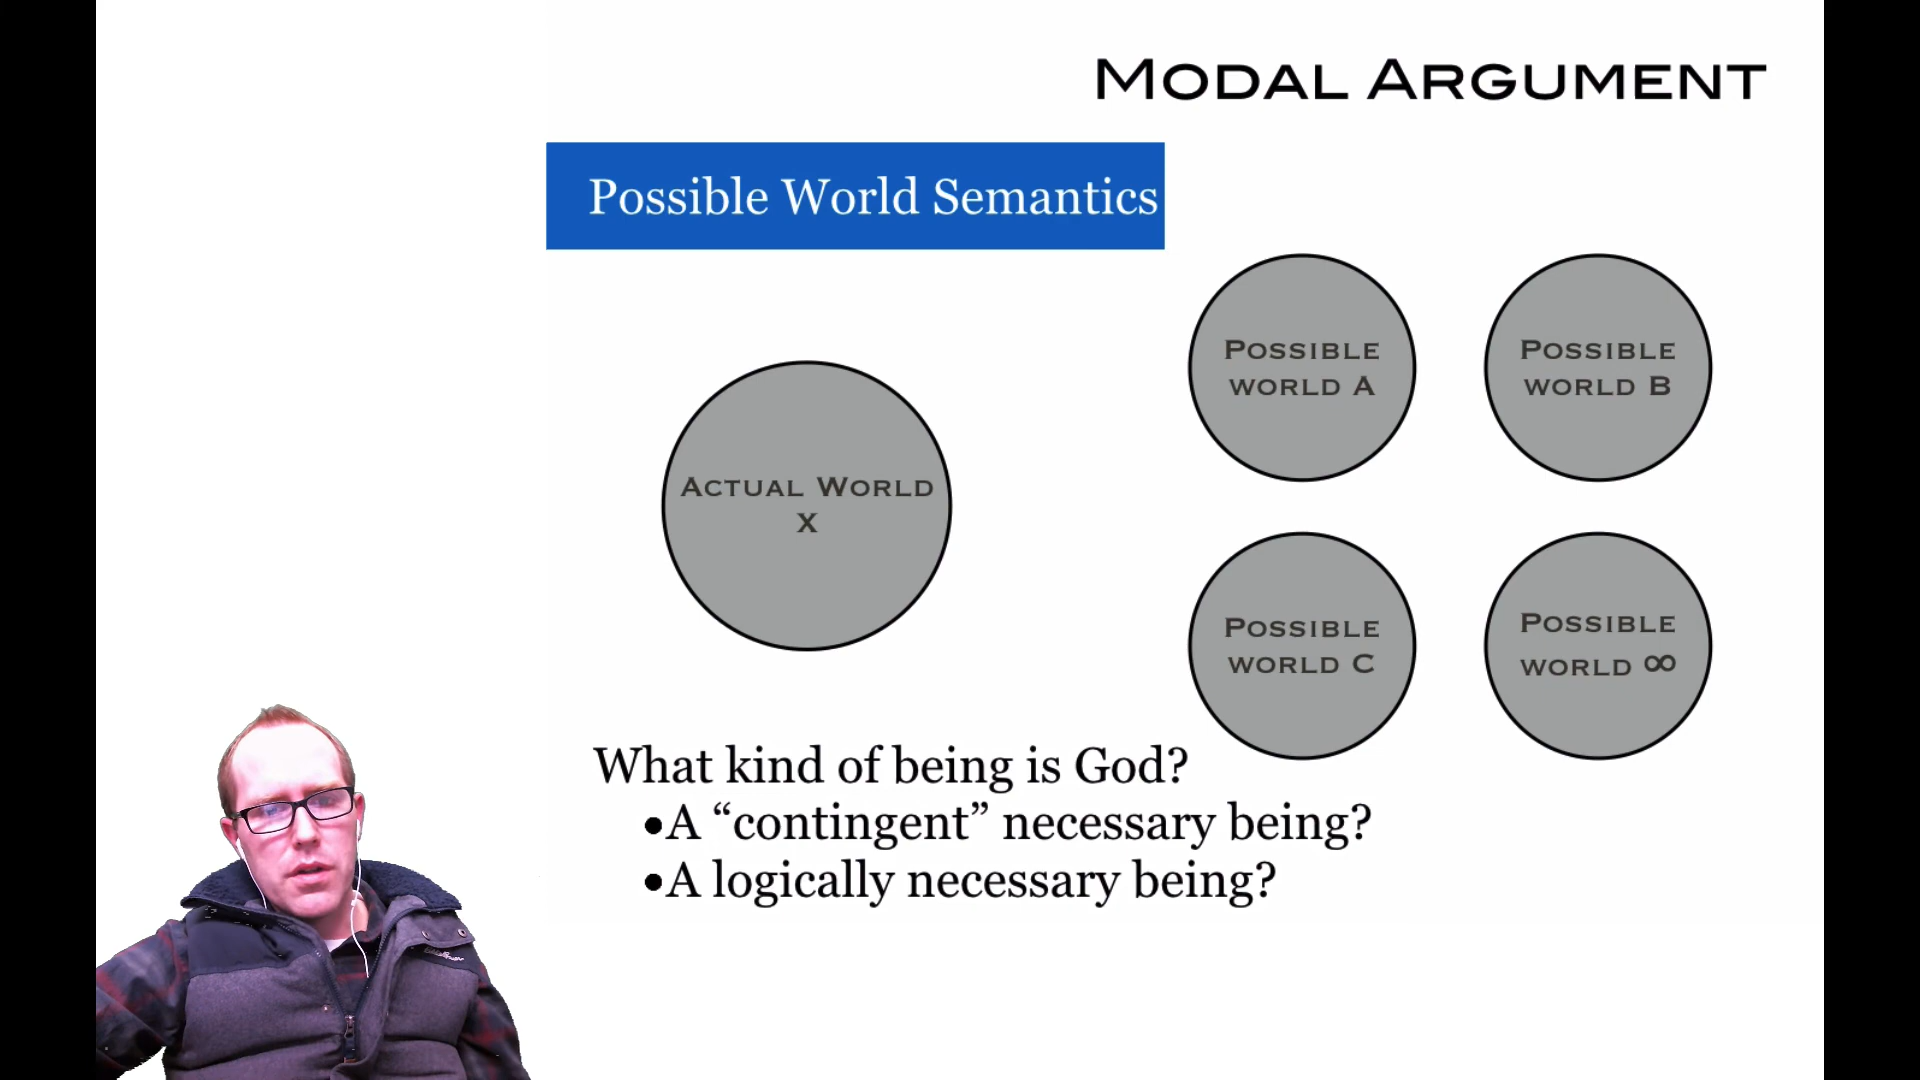 Modal Argument
Possible World Semantics
Actual World
x
Possible
world A
Possible
world B
Possible
world C
Possible
world ∞
What kind of being is God?
•A “contingent” necessary being?
•A logically necessary being?